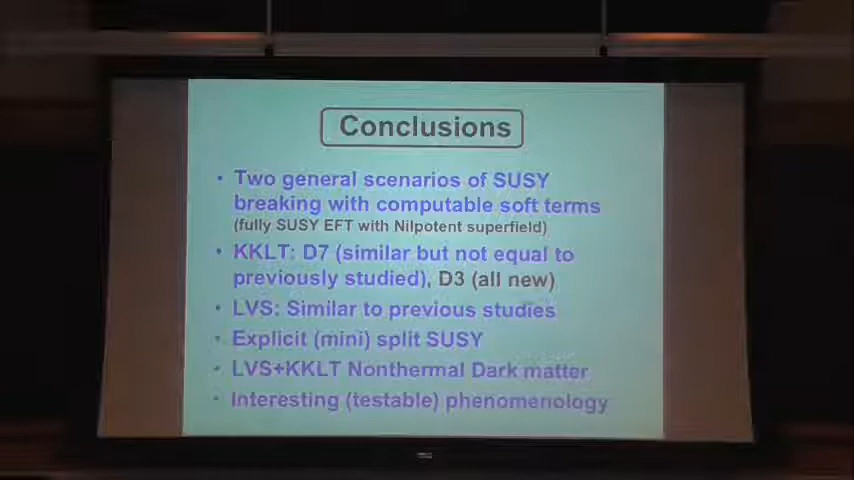 Conclusions
• Two general scenarios of SUSY
breaking with computable soft terms
(fully SUSY EFT with Nilpotent superfield)
• KKLT: D7 (similar but not equal to
previously studied), D3 (all new)
• LVS: Similar to previous studies
• Explicit (mini) split SUSY
• LVS+KKLT Nonthermal Dark matter
• Interesting (testable) phenomenology